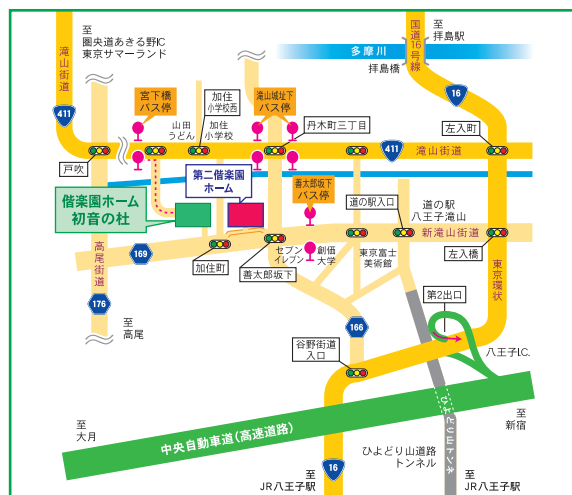 至
圏央道あきる野IC
東京サマーランド
滝山街道
411
至
宮下橋
バス停
加住
小学校西
山田
うどん
加住
小学校
滝山城址下
バス停
丹木町三丁目
国道16号線
至
拝島駅
多摩川
拝島橋
16
左入町
戸吹
411
滝山街道
第二偕楽園
ホーム
偕楽園ホーム
初音の杜
善太郎坂下
バス停
道の駅入口
道の駅
八王子滝山
新滝山街道
高尾街道
169
加住町
善太郎坂下
セブン
イレブン
創価
大学
東京富士
美術館
左入橋
東京環状
176
至
高尾
166
第2出口
谷野街道
入口
八王子I.C.
至
大月
中央自動車道(高速道路)
ひよどり山トンネル
至
新宿
16
ひよどり山道路
トンネル
至
JR八王子駅
至
JR八王子駅